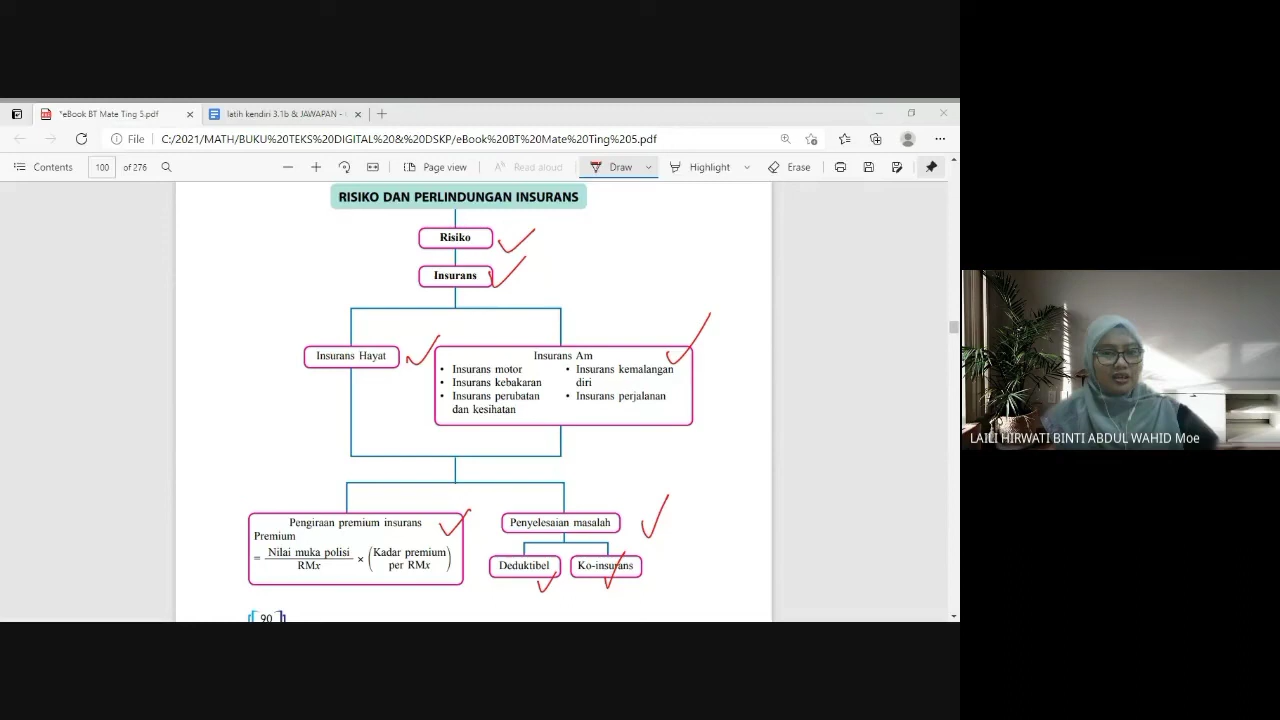 *eBook BT Mate Ting 5.pdf
latih kendiri 3.1b & JAWAPAN -
File
C:/2021/MATH/BUKU%20TEKS%20DIGITAL%20&%20DSKP/eBook%20BT%20Mate%20Ting%205.pdf
Contents
100
of 276
Page view
Read aloud
Draw
Highlight
Erase
RISIKO DAN PERLINDUNGAN INSURANS
Risiko
Insurans
Insurans Hayat
Insurans Am
• Insurans motor
• Insurans kebakaran
• Insurans perubatan
dan kesihatan
• Insurans kemalangan
diri
• Insurans perjalanan
Pengiraan premium insurans
Premium
= Nilai muka polisi / RMx × (Kadar premium per RMx)
Penyelesaian masalah
Deduktibel
Ko-insurans
90
LAILI HIRWATI BINTI ABDUL WAHID Moe